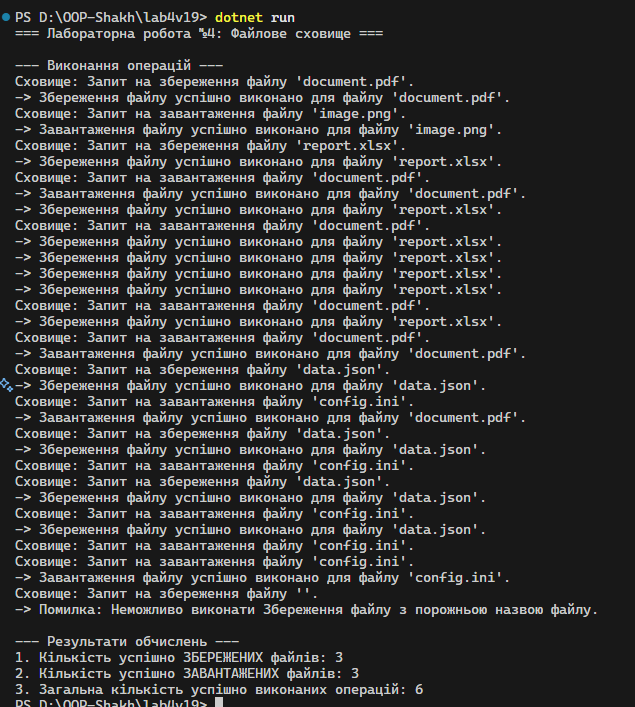 PS D:\OOP-Shakh\lab4v19> dotnet run
=== Лабораторна робота №4: Файлове сховище ===
--- Виконання операцій ---
Сховище: Запит на збереження файлу 'document.pdf'.
-> Збереження файлу успішно виконано для файлу 'document.pdf'.
Сховище: Запит на завантаження файлу 'image.png'.
-> Завантаження файлу успішно виконано для файлу 'image.png'.
Сховище: Запит на збереження файлу 'report.xlsx'.
-> Збереження файлу успішно виконано для файлу 'report.xlsx'.
Сховище: Запит на завантаження файлу 'document.pdf'.
-> Завантаження файлу успішно виконано для файлу 'document.pdf'.
-> Збереження файлу успішно виконано для файлу 'report.xlsx'.
Сховище: Запит на завантаження файлу 'document.pdf'.
-> Збереження файлу успішно виконано для файлу 'report.xlsx'.
-> Збереження файлу успішно виконано для файлу 'report.xlsx'.
-> Збереження файлу успішно виконано для файлу 'report.xlsx'.
-> Збереження файлу успішно виконано для файлу 'report.xlsx'.
Сховище: Запит на завантаження файлу 'document.pdf'.
-> Збереження файлу успішно виконано для файлу 'report.xlsx'.
Сховище: Запит на завантаження файлу 'document.pdf'.
-> Завантаження файлу успішно виконано для файлу 'document.pdf'.
Сховище: Запит на збереження файлу 'data.json'.
-> Збереження файлу успішно виконано для файлу 'data.json'.
Сховище: Запит на завантаження файлу 'config.ini'.
-> Завантаження файлу успішно виконано для файлу 'document.pdf'.
Сховище: Запит на збереження файлу 'data.json'.
-> Збереження файлу успішно виконано для файлу 'data.json'.
Сховище: Запит на завантаження файлу 'config.ini'.
Сховище: Запит на збереження файлу 'data.json'.
-> Збереження файлу успішно виконано для файлу 'data.json'.
Сховище: Запит на завантаження файлу 'config.ini'.
-> Збереження файлу успішно виконано для файлу 'data.json'.
Сховище: Запит на завантаження файлу 'config.ini'.
Сховище: Запит на завантаження файлу 'config.ini'.
-> Завантаження файлу успішно виконано для файлу 'config.ini'.
Сховище: Запит на збереження файлу ''.
-> Помилка: Неможливо виконати Збереження файлу з порожньою назвою файлу.
--- Результати обчислень ---
1. Кількість успішно ЗБЕРЕЖЕНИХ файлів: 3
2. Кількість успішно ЗАВАНТАЖЕНИХ файлів: 3
3. Загальна кількість успішно виконаних операцій: 6
PS D:\OOP-Shakh\lab4v19>